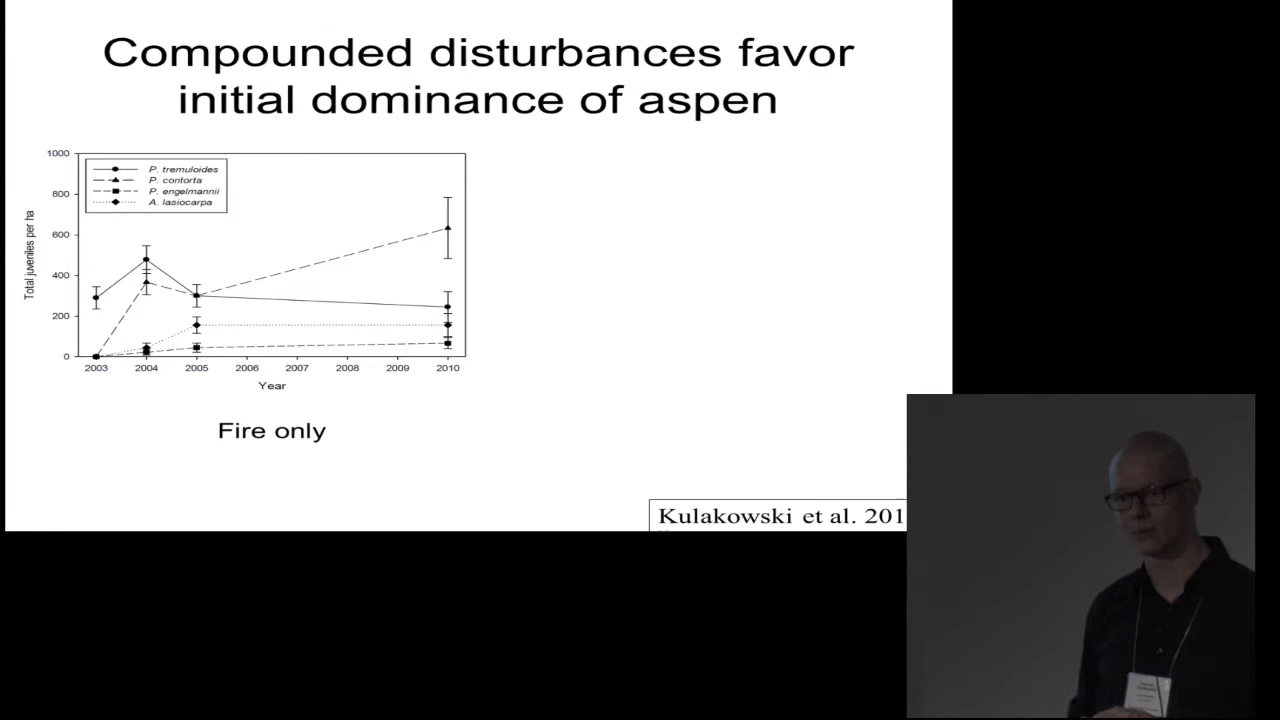 Compounded disturbances favor
initial dominance of aspen
1000
800
600
400
200
0
Total juveniles per ha
P. tremuloides
P. contorta
P. engelmannii
A. lasiocarpa
2003 2004 2005 2006 2007 2008 2009 2010
Year
Fire only
Kulakowski et al. 201